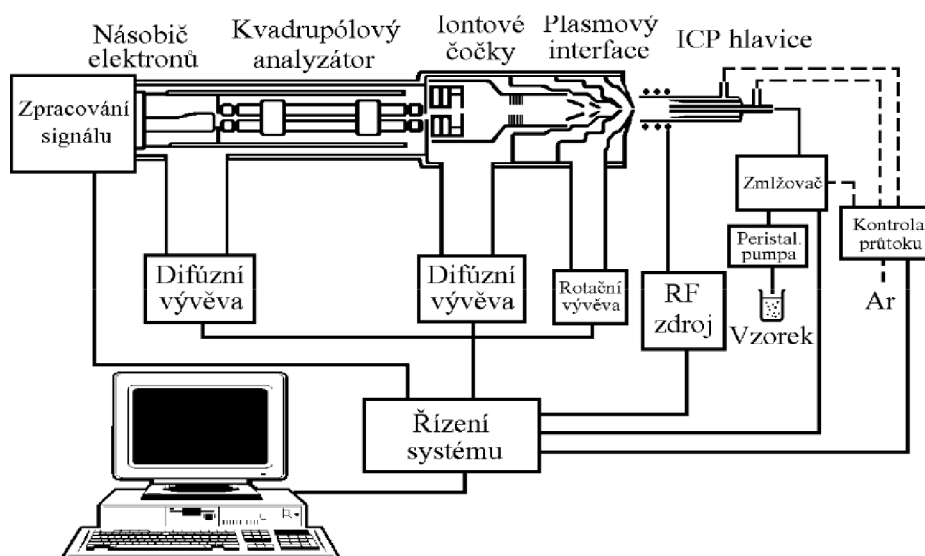 Násobič
elektronů
Kvadrupólový
analyzátor
Iontové
čočky
Plasmový
interface
ICP hlavice
Zpracování
signálu
Zmlžovač
Peristal.
pumpa
Kontrola
průtoku
Difúzní
vývěva
Difúzní
vývěva
Rotační
vývěva
RF
zdroj
Vzorek
Ar
Řízení
systému